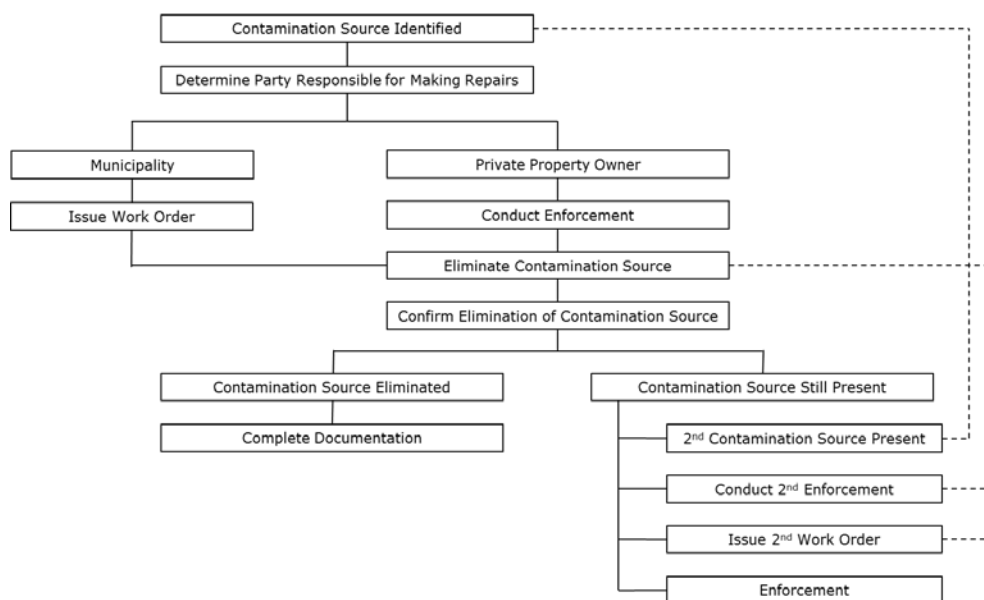 Contamination Source Identified
Determine Party Responsible for Making Repairs
Municipality
Private Property Owner
Issue Work Order
Conduct Enforcement
Eliminate Contamination Source
Confirm Elimination of Contamination Source
Contamination Source Eliminated
Contamination Source Still Present
Complete Documentation
2nd Contamination Source Present
Conduct 2nd Enforcement
Issue 2nd Work Order
Enforcement